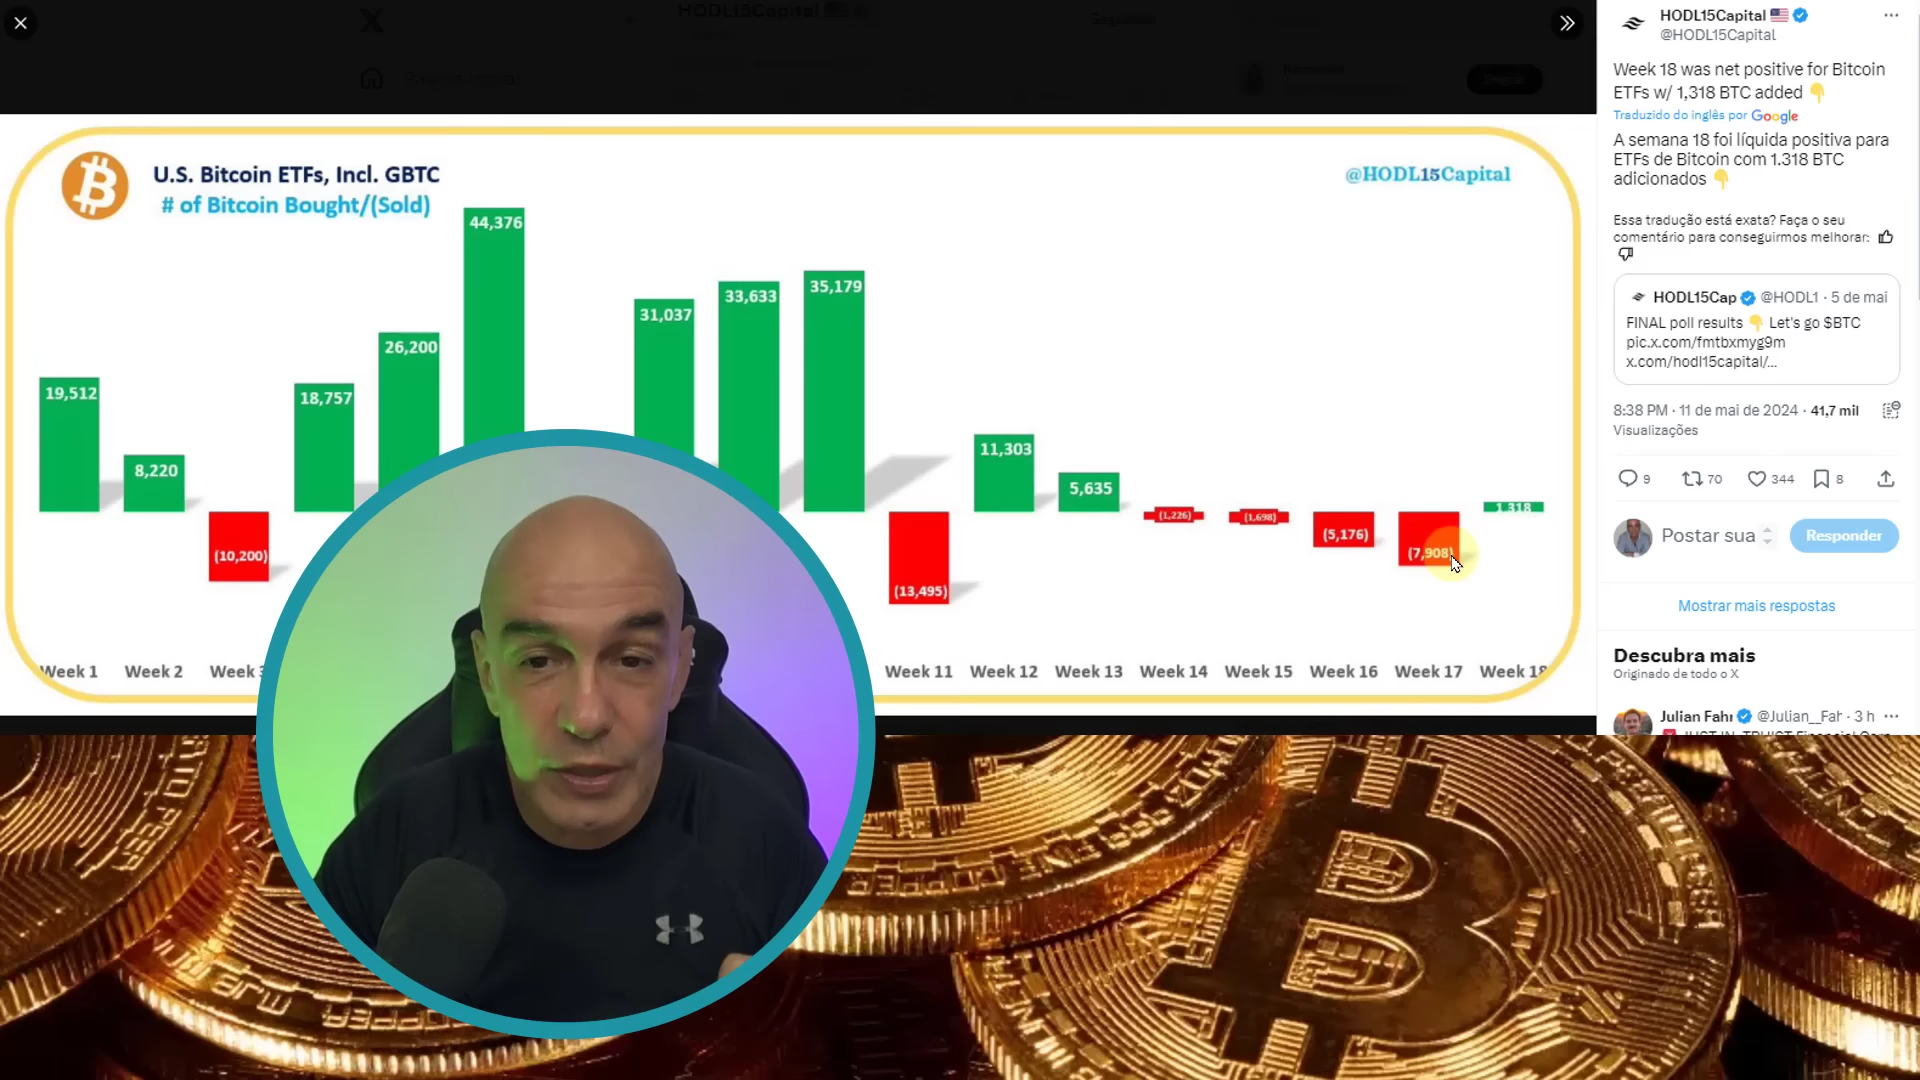 U.S. Bitcoin ETFs, Incl. GBTC
# of Bitcoin Bought/(Sold)
@HODL15Capital
44,376
35,179
33,633
31,037
26,200
19,512
18,757
8,220
11,303
5,635
1,318
(1,226)
(1,698)
(5,176)
(7,908)
(10,200)
(13,495)
Week 1
Week 2
Week
Week 11
Week 12
Week 13
Week 14
Week 15
Week 16
Week 17
Week 18
HODL15Capital
@HODL15Capital
Week 18 was net positive for Bitcoin
ETFs w/ 1,318 BTC added
Traduzido do inglês por Google
A semana 18 foi líquida positiva para
ETFs de Bitcoin com 1.318 BTC
adicionados
Essa tradução está exata? Faça o seu
comentário para conseguirmos melhorar:
HODL15Cap @HODL1 · 5 de mai
FINAL poll results Let's go $BTC
pic.x.com/fmtbxmyg9m
x.com/hodl15capital/...
8:38 PM · 11 de mai de 2024 · 41,7 mil
Visualizações
9 70 344 8
Postar sua
Responder
Mostrar mais respostas
Descubra mais
Originado de todo o X
Julian Fahr @Julian__Fah · 3 h